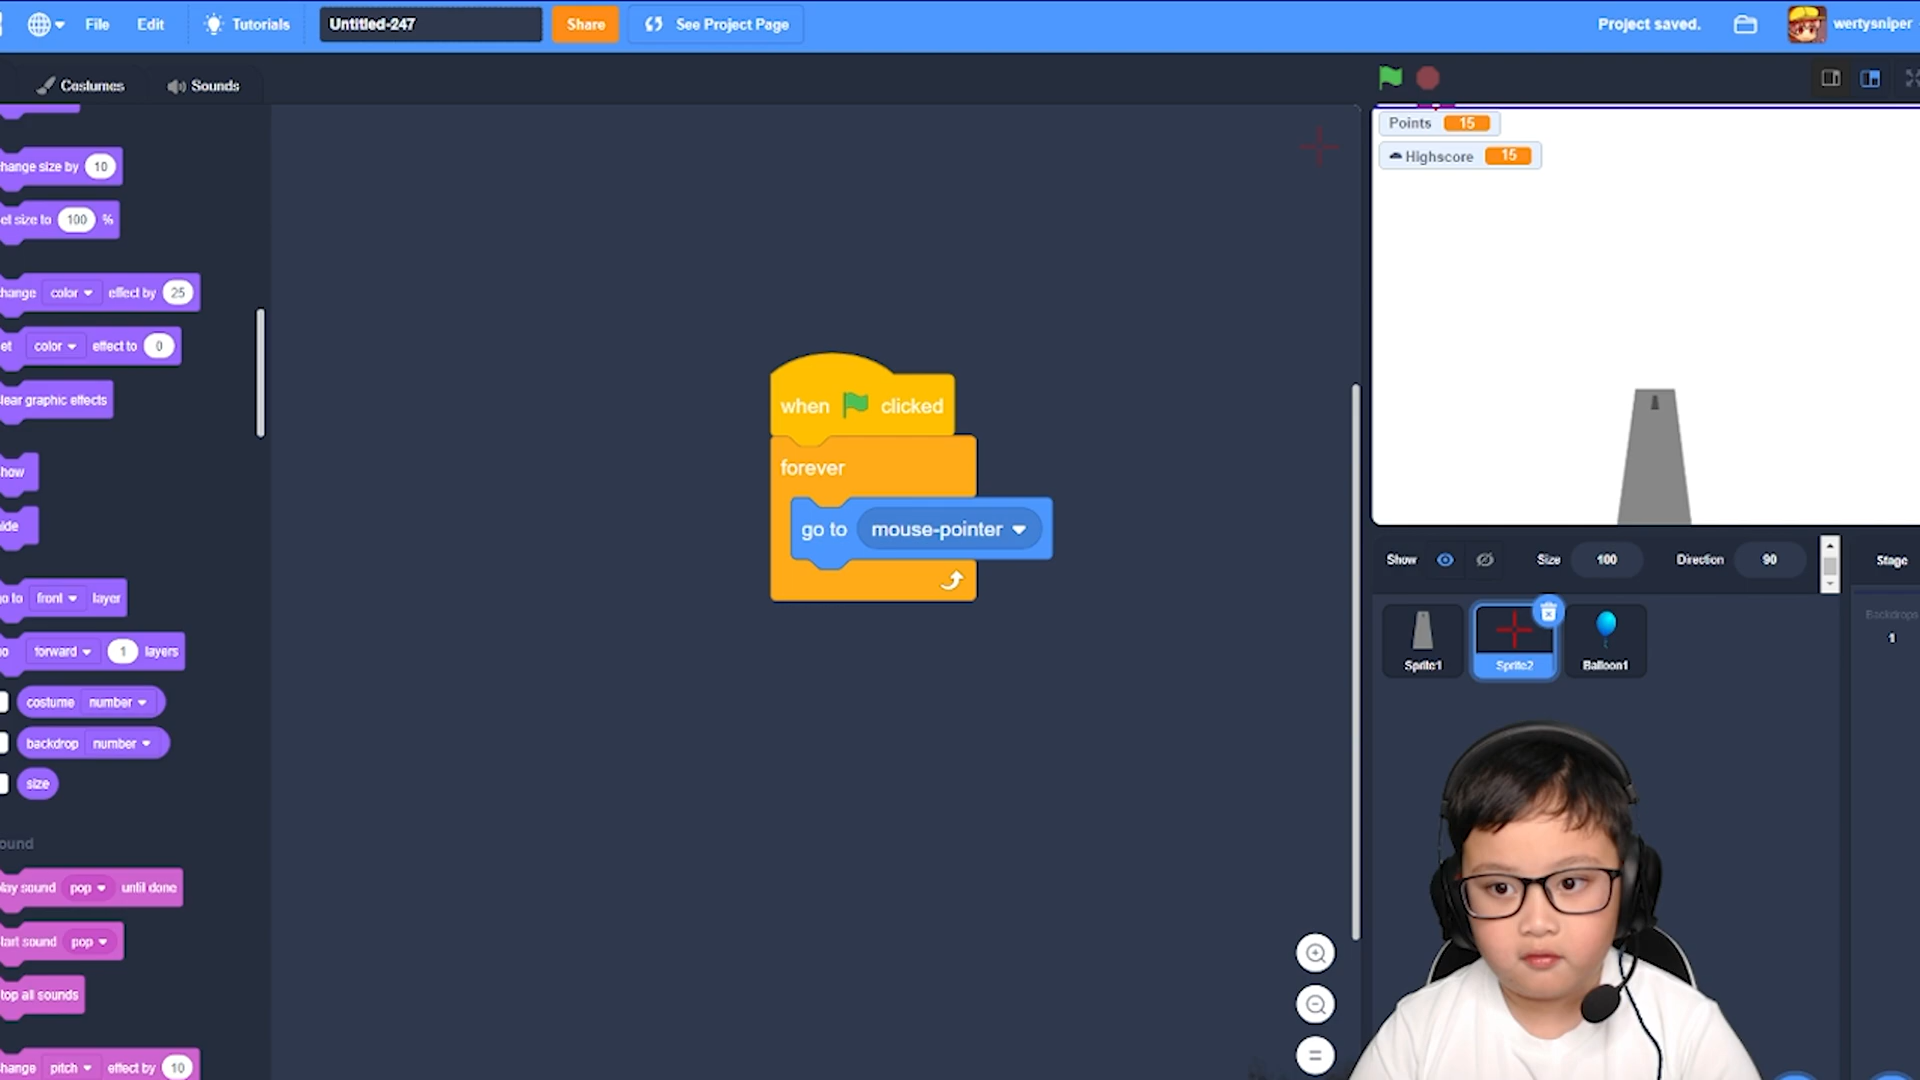 File Edit Tutorials Untitled-247 Share See Project Page Project saved. wertysniper
Costumes Sounds
Points 15
Highscore 15
hange size by 10
et size to 100 %
hange color effect by 25
et color effect to 0
lear graphic effects
how
ide
o to front layer
o forward 1 layers
costume number
backdrop number
size
ound
lay sound pop until done
tart sound pop
top all sounds
hange pitch effect by 10
when clicked
forever
go to mouse-pointer
Show Size 100 Direction 90 Stage
Sprite1 Sprite2 Balloon1
Backdrops
1